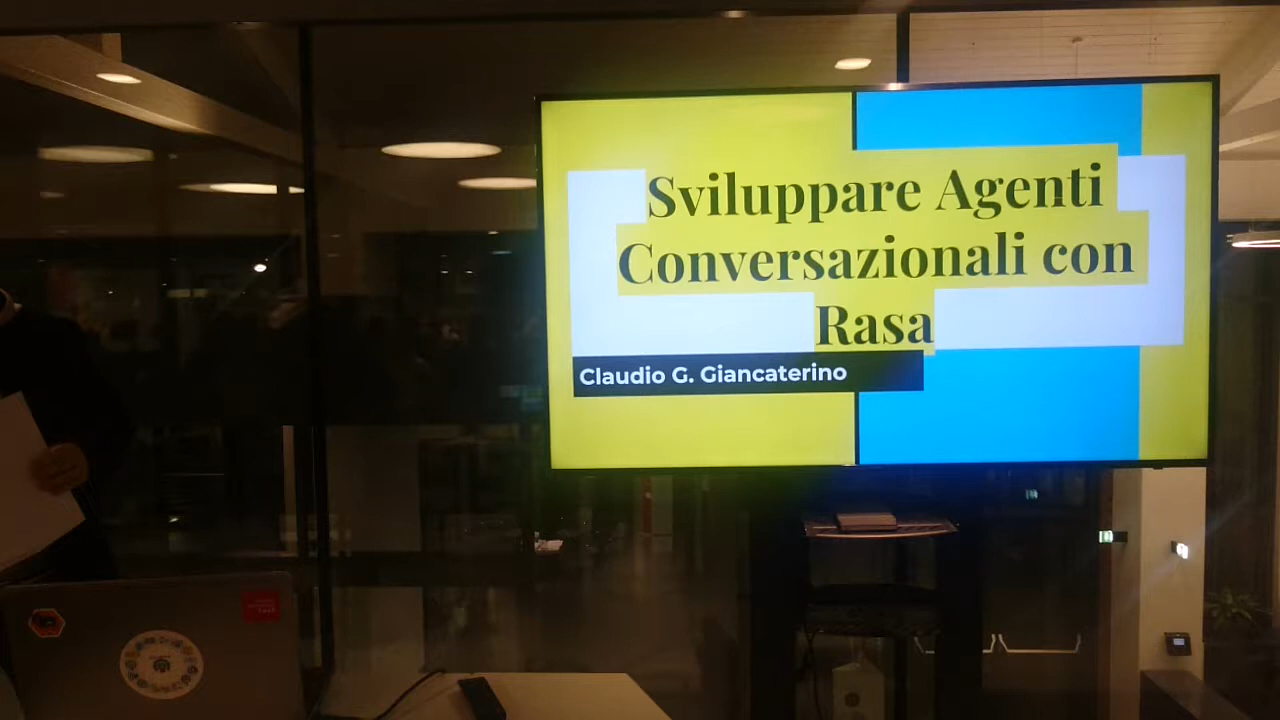 Sviluppare Agenti
Conversazionali con
Rasa
Claudio G. Giancaterino